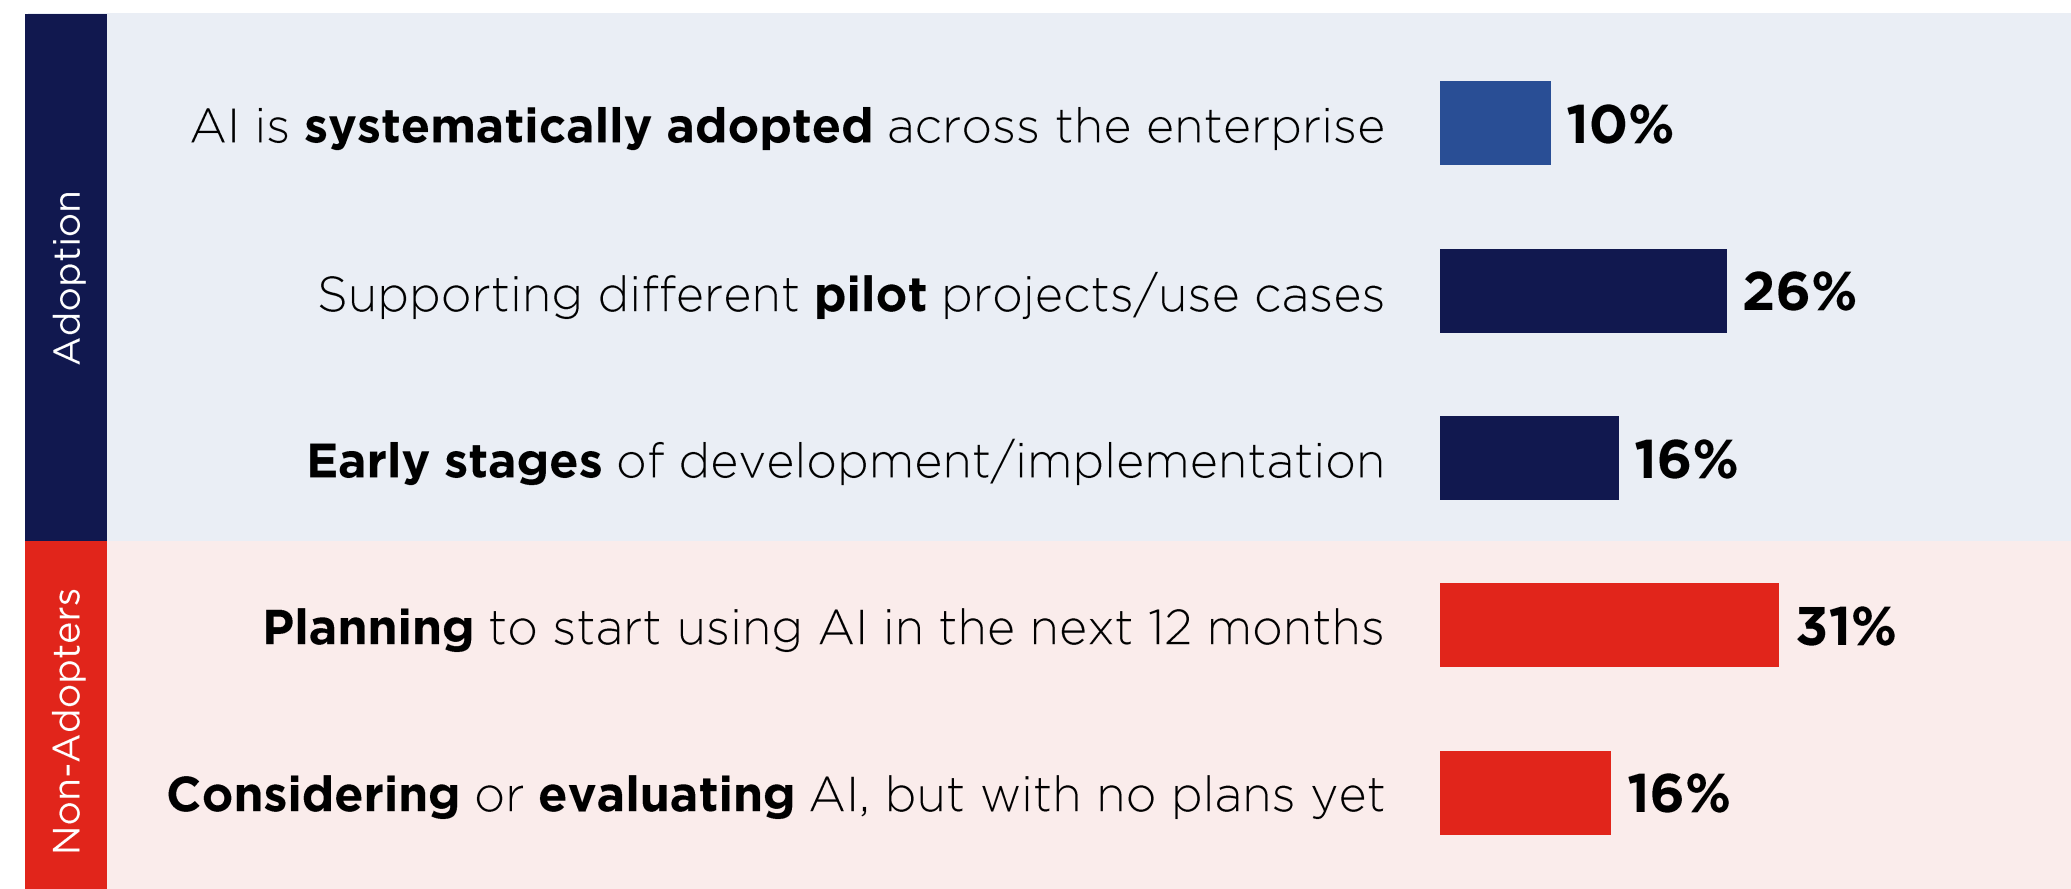 Adoption
AI is systematically adopted across the enterprise
10%
Supporting different pilot projects/use cases
26%
Early stages of development/implementation
16%
Non-Adopters
Planning to start using AI in the next 12 months
31%
Considering or evaluating AI, but with no plans yet
16%